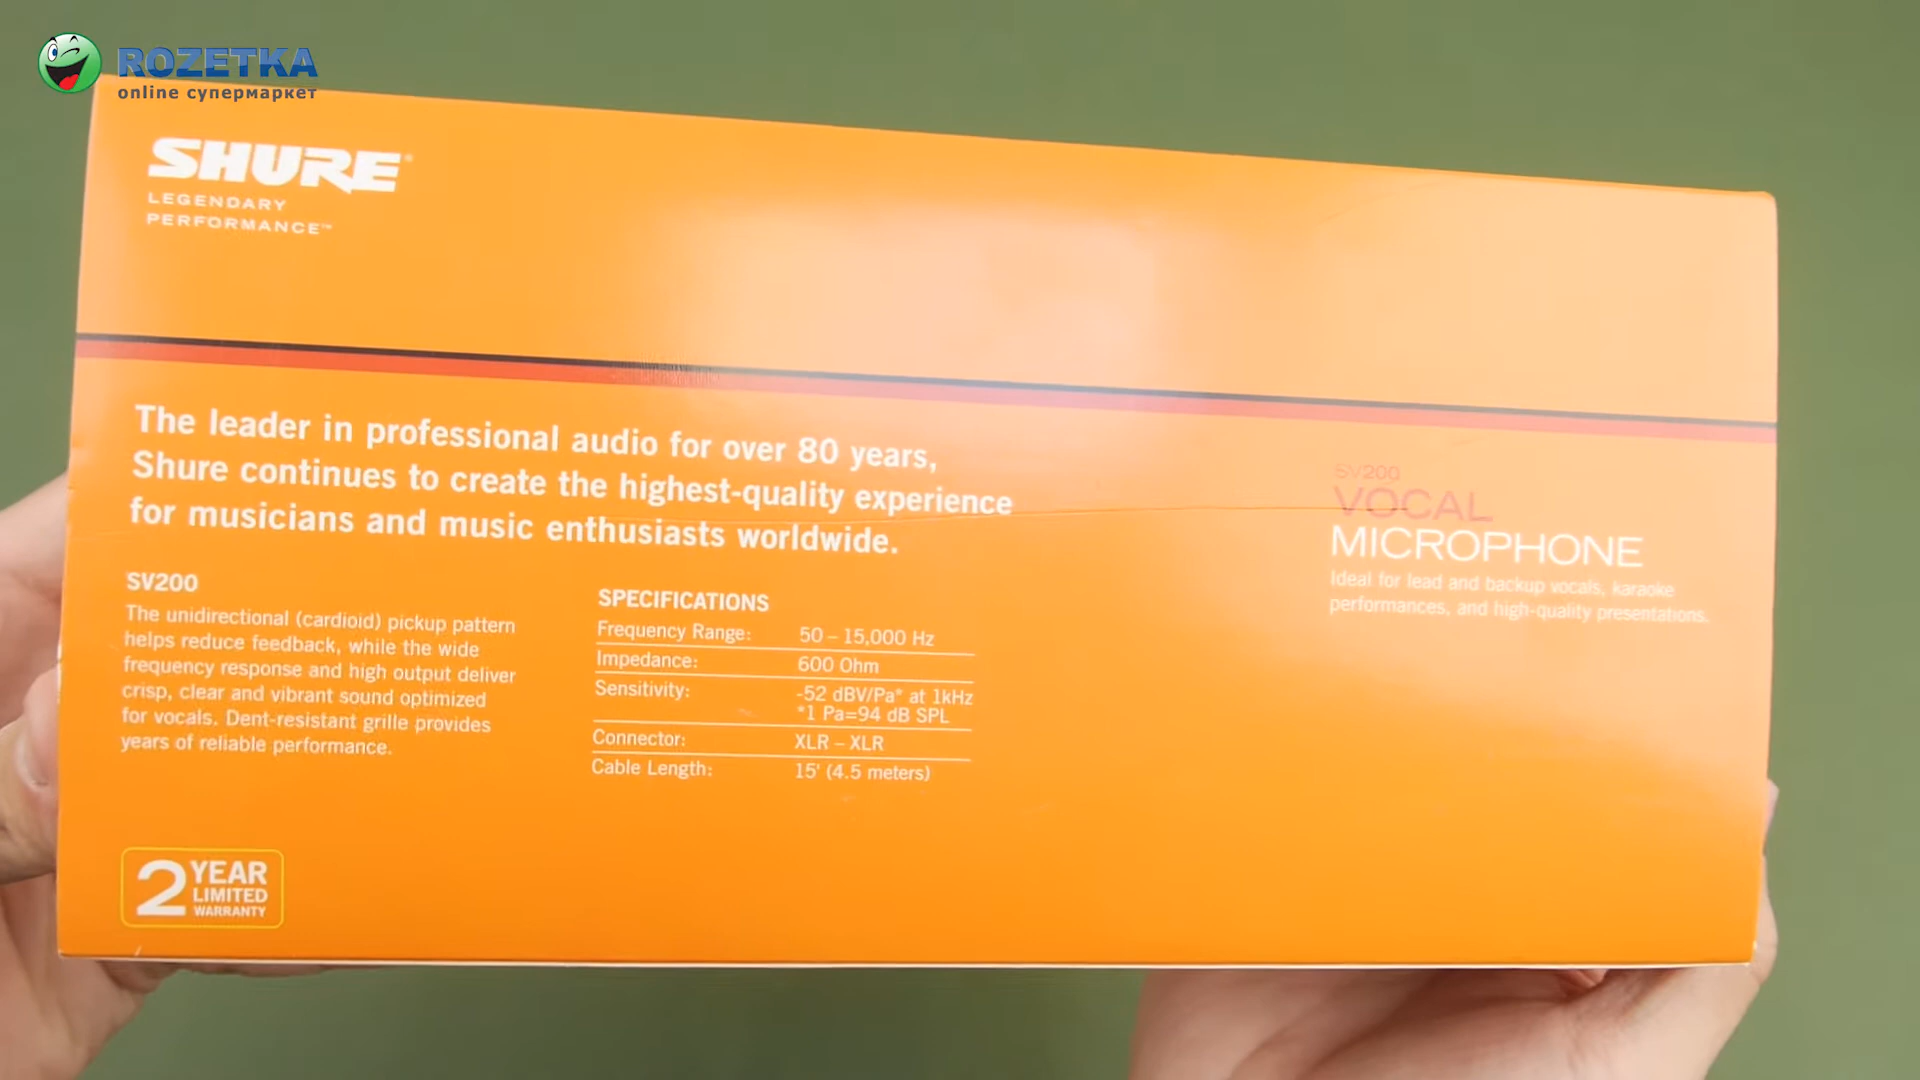 ROZETKA
online супермаркет
SHURE®
LEGENDARY
PERFORMANCE™
The leader in professional audio for over 80 years,
Shure continues to create the highest-quality experience
for musicians and music enthusiasts worldwide.
SV200
The unidirectional (cardioid) pickup pattern
helps reduce feedback, while the wide
frequency response and high output deliver
crisp, clear and vibrant sound optimized
for vocals. Dent-resistant grille provides
years of reliable performance.
SPECIFICATIONS
Frequency Range: 50 – 15,000 Hz
Impedance: 600 Ohm
Sensitivity: -52 dBV/Pa* at 1kHz
*1 Pa=94 dB SPL
Connector: XLR – XLR
Cable Length: 15' (4.5 meters)
SV200
VOCAL
MICROPHONE
Ideal for lead and backup vocals, karaoke
performances, and high-quality presentations.
2 YEAR
LIMITED
WARRANTY